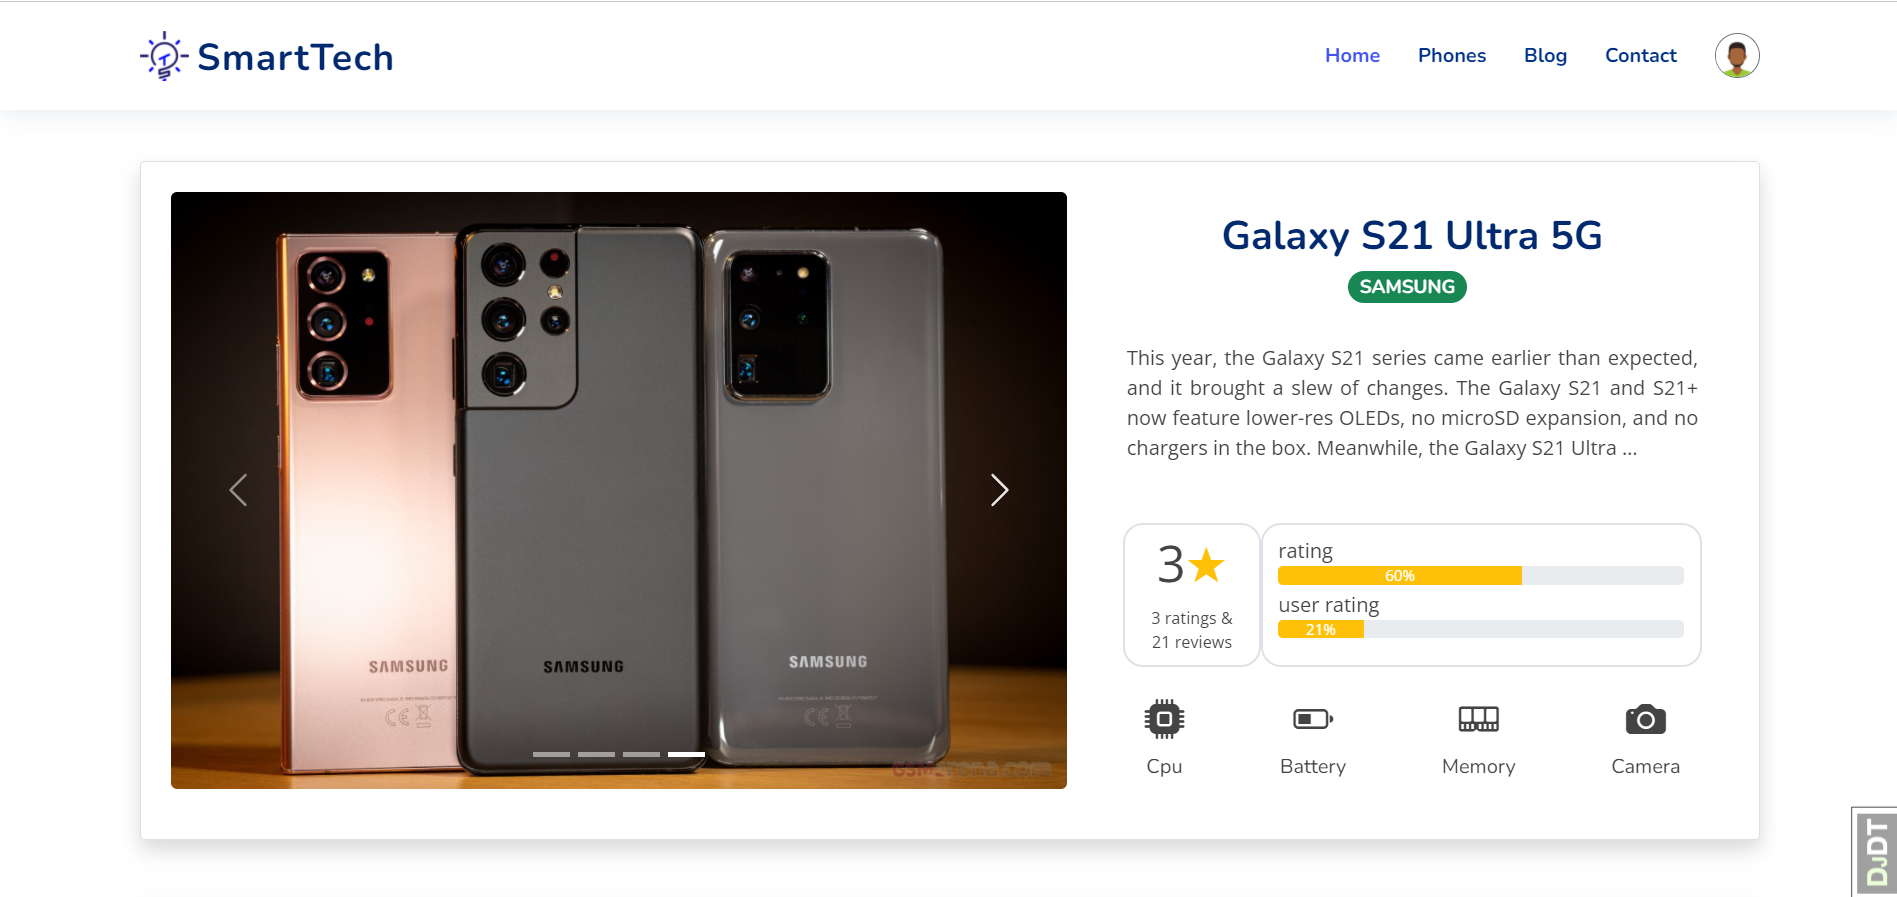 SmartTech
Home Phones Blog Contact
SAMSUNG
SAMSUNG
SAMSUNG
GSMarena.com
Galaxy S21 Ultra 5G
SAMSUNG
This year, the Galaxy S21 series came earlier than expected,
and it brought a slew of changes. The Galaxy S21 and S21+
now feature lower-res OLEDs, no microSD expansion, and no
chargers in the box. Meanwhile, the Galaxy S21 Ultra ...
3
3 ratings &
21 reviews
rating
60%
user rating
21%
Cpu Battery Memory Camera
DJDT